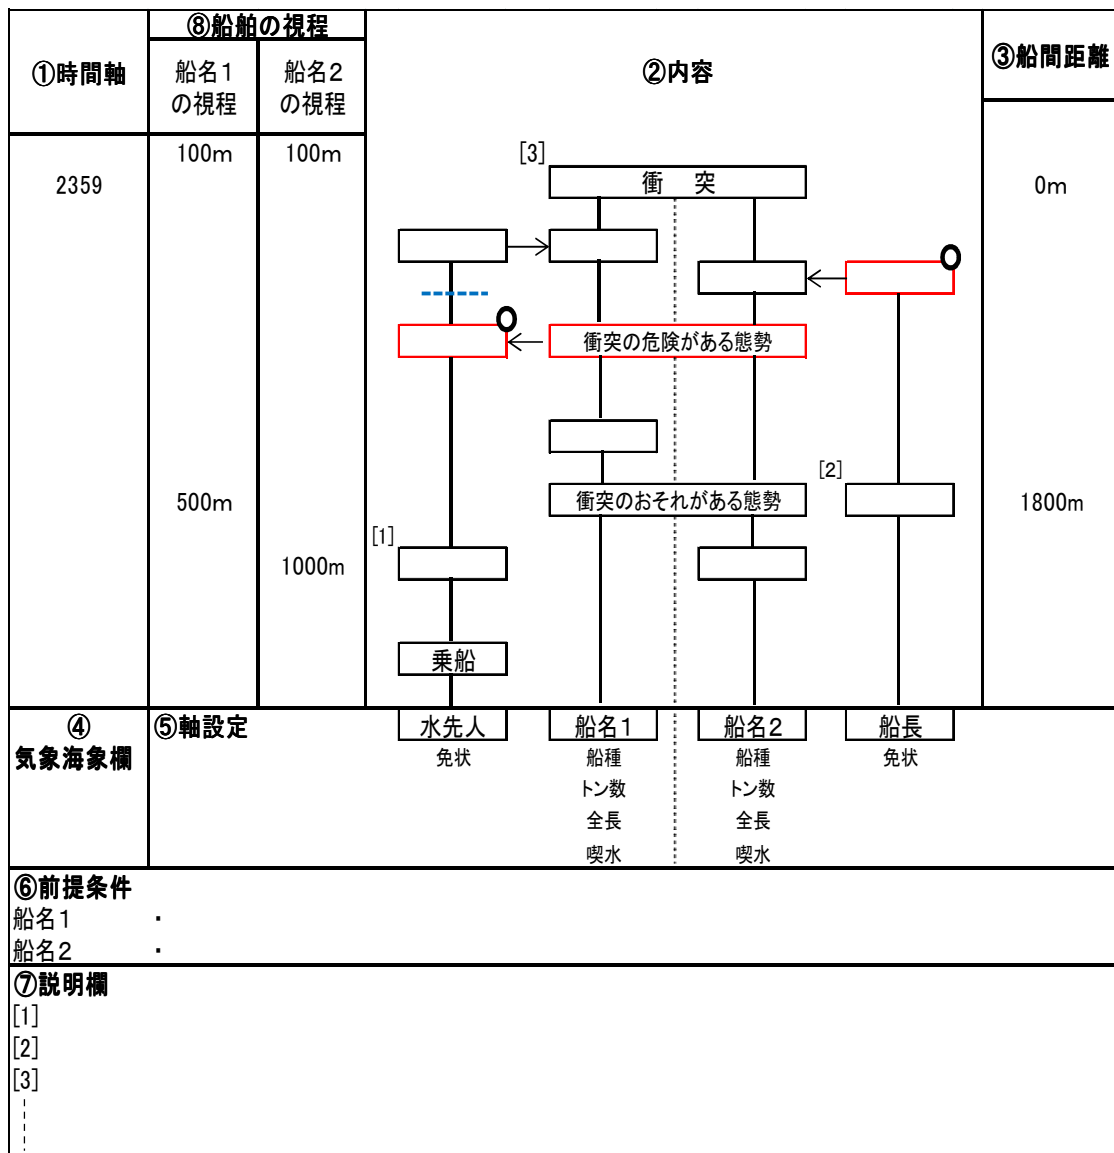 ①時間軸
⑧船舶の視程
船名1
の視程
船名2
の視程
②内容
③船間距離
100m
100m
[3]
2359
衝 突
0m
衝突の危険がある態勢
[2]
500m
衝突のおそれがある態勢
1800m
[1]
1000m
乗船
④
気象海象欄
⑤軸設定
水先人
船名1
船名2
船長
免状
船種
船種
免状
トン数
トン数
全長
全長
喫水
喫水
⑥前提条件
船名1 ・
船名2 ・
⑦説明欄
[1]
[2]
[3]